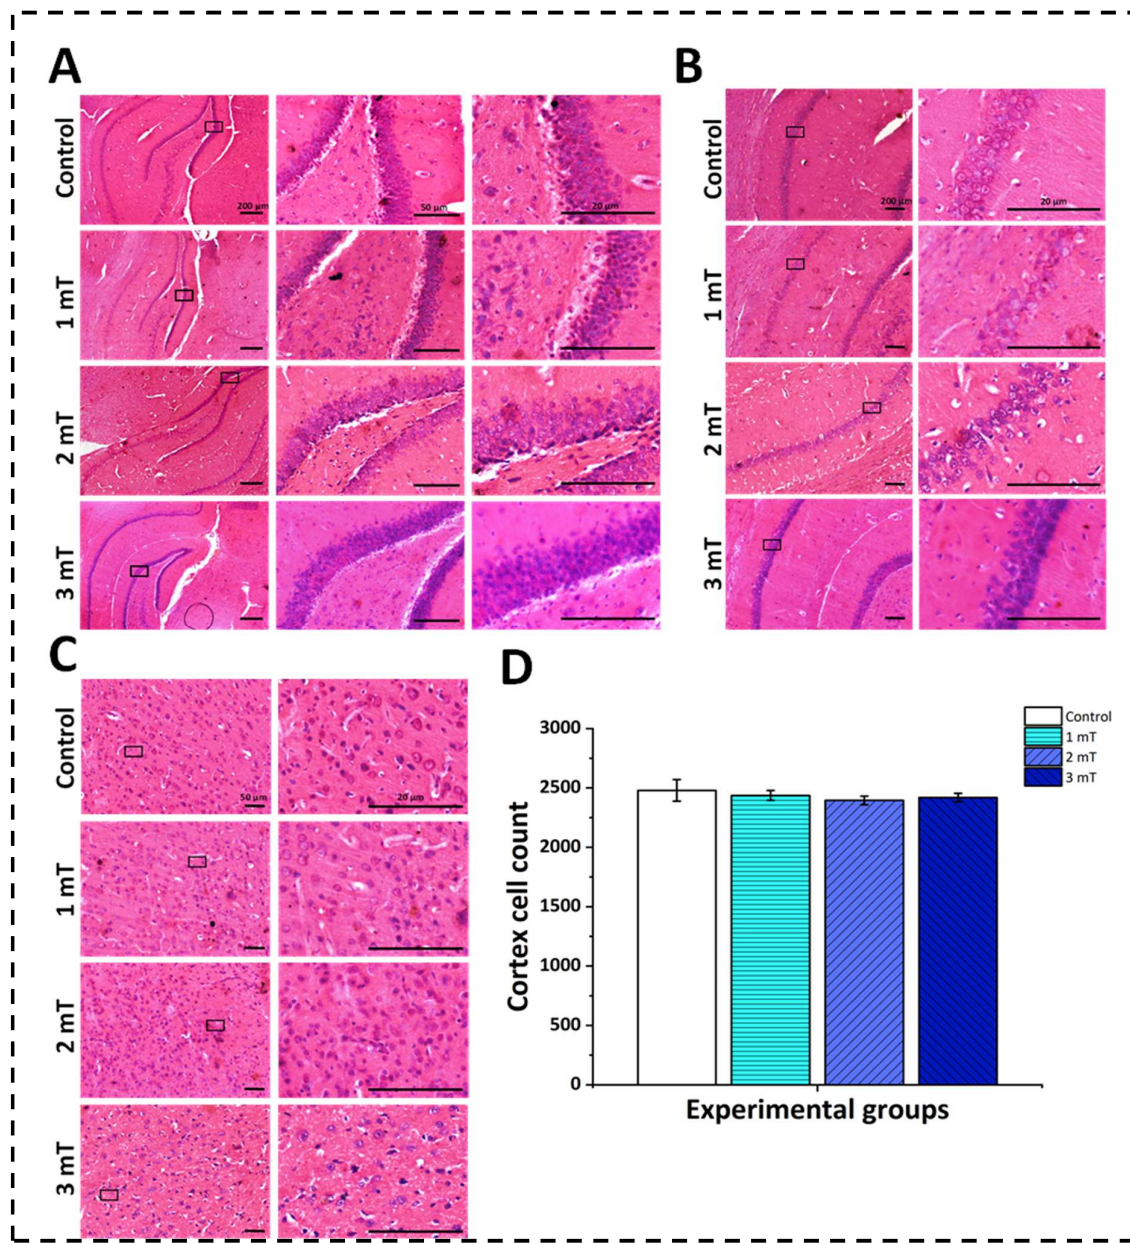 A
B
Control
200 μm
50 μm
20 μm
Control
200 μm
20 μm
1 mT
1 mT
2 mT
2 mT
3 mT
3 mT
C
D
Control
50 μm
20 μm
1 mT
2 mT
3 mT
Cortex cell count
3000
2500
2000
1500
1000
500
0
Experimental groups
Control
1 mT
2 mT
3 mT